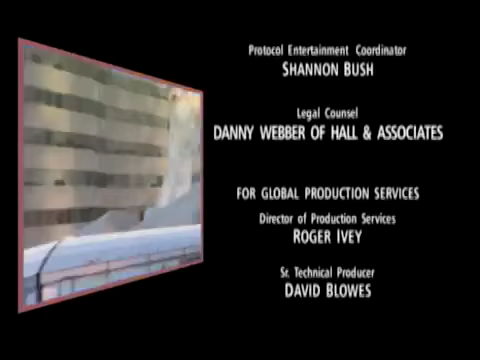 Protocol Entertainment Coordinator
SHANNON BUSH
Legal Counsel
DANNY WEBBER OF HALL & ASSOCIATES
FOR GLOBAL PRODUCTION SERVICES
Director of Production Services
ROGER IVEY
Sr. Technical Producer
DAVID BLOWES